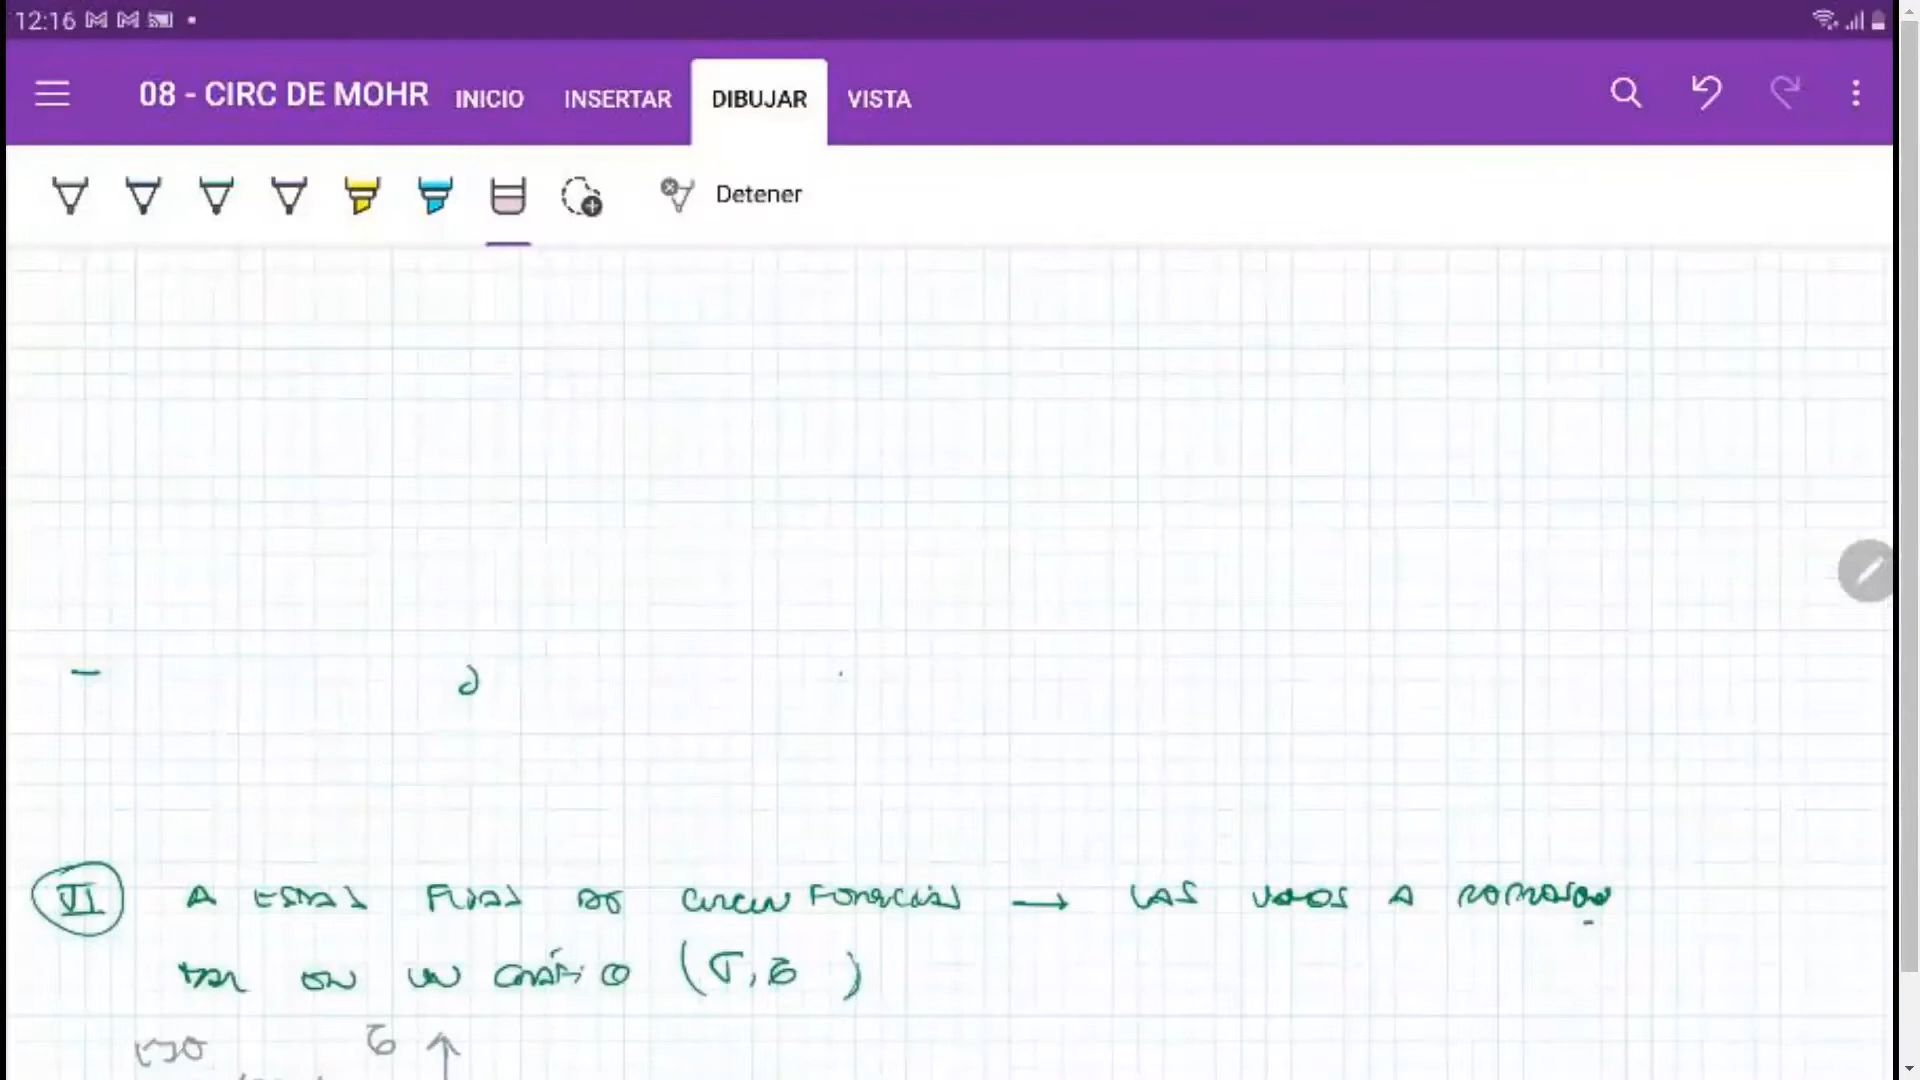 12:16
08 - CIRC DE MOHR INICIO INSERTAR DIBUJAR VISTA
Detener
VI A ESTAS DE CIRCUNFERENCIAS → LAS VAMOS A REPRESEN
TAR EN UN GRÁFICO (σ, τ)
τ ↑